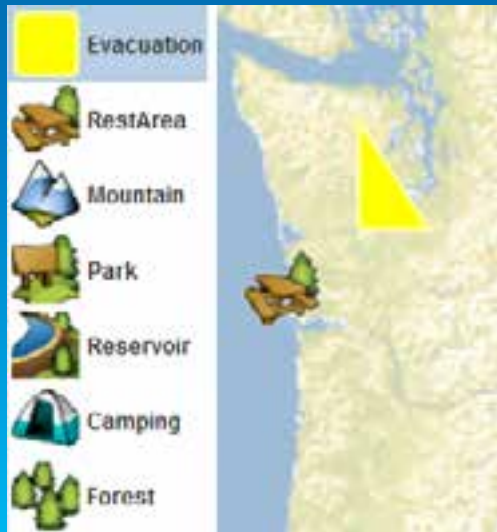 Evacuation
RestArea
Mountain
Park
Reservoir
Camping
Forest